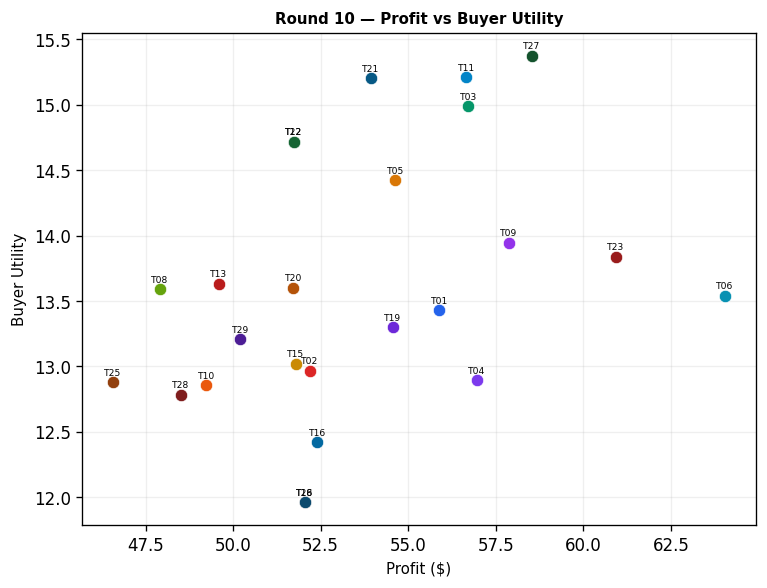 Round 10 — Profit vs Buyer Utility
Buyer Utility
15.5
15.0
14.5
14.0
13.5
13.0
12.5
12.0
T27
T21
T11
T03
T05
T09
T23
T06
T08
T13
T20
T01
T19
T29
T15
T02
T04
T25
T28
T10
T16
47.5
50.0
52.5
55.0
57.5
60.0
62.5
Profit ($)